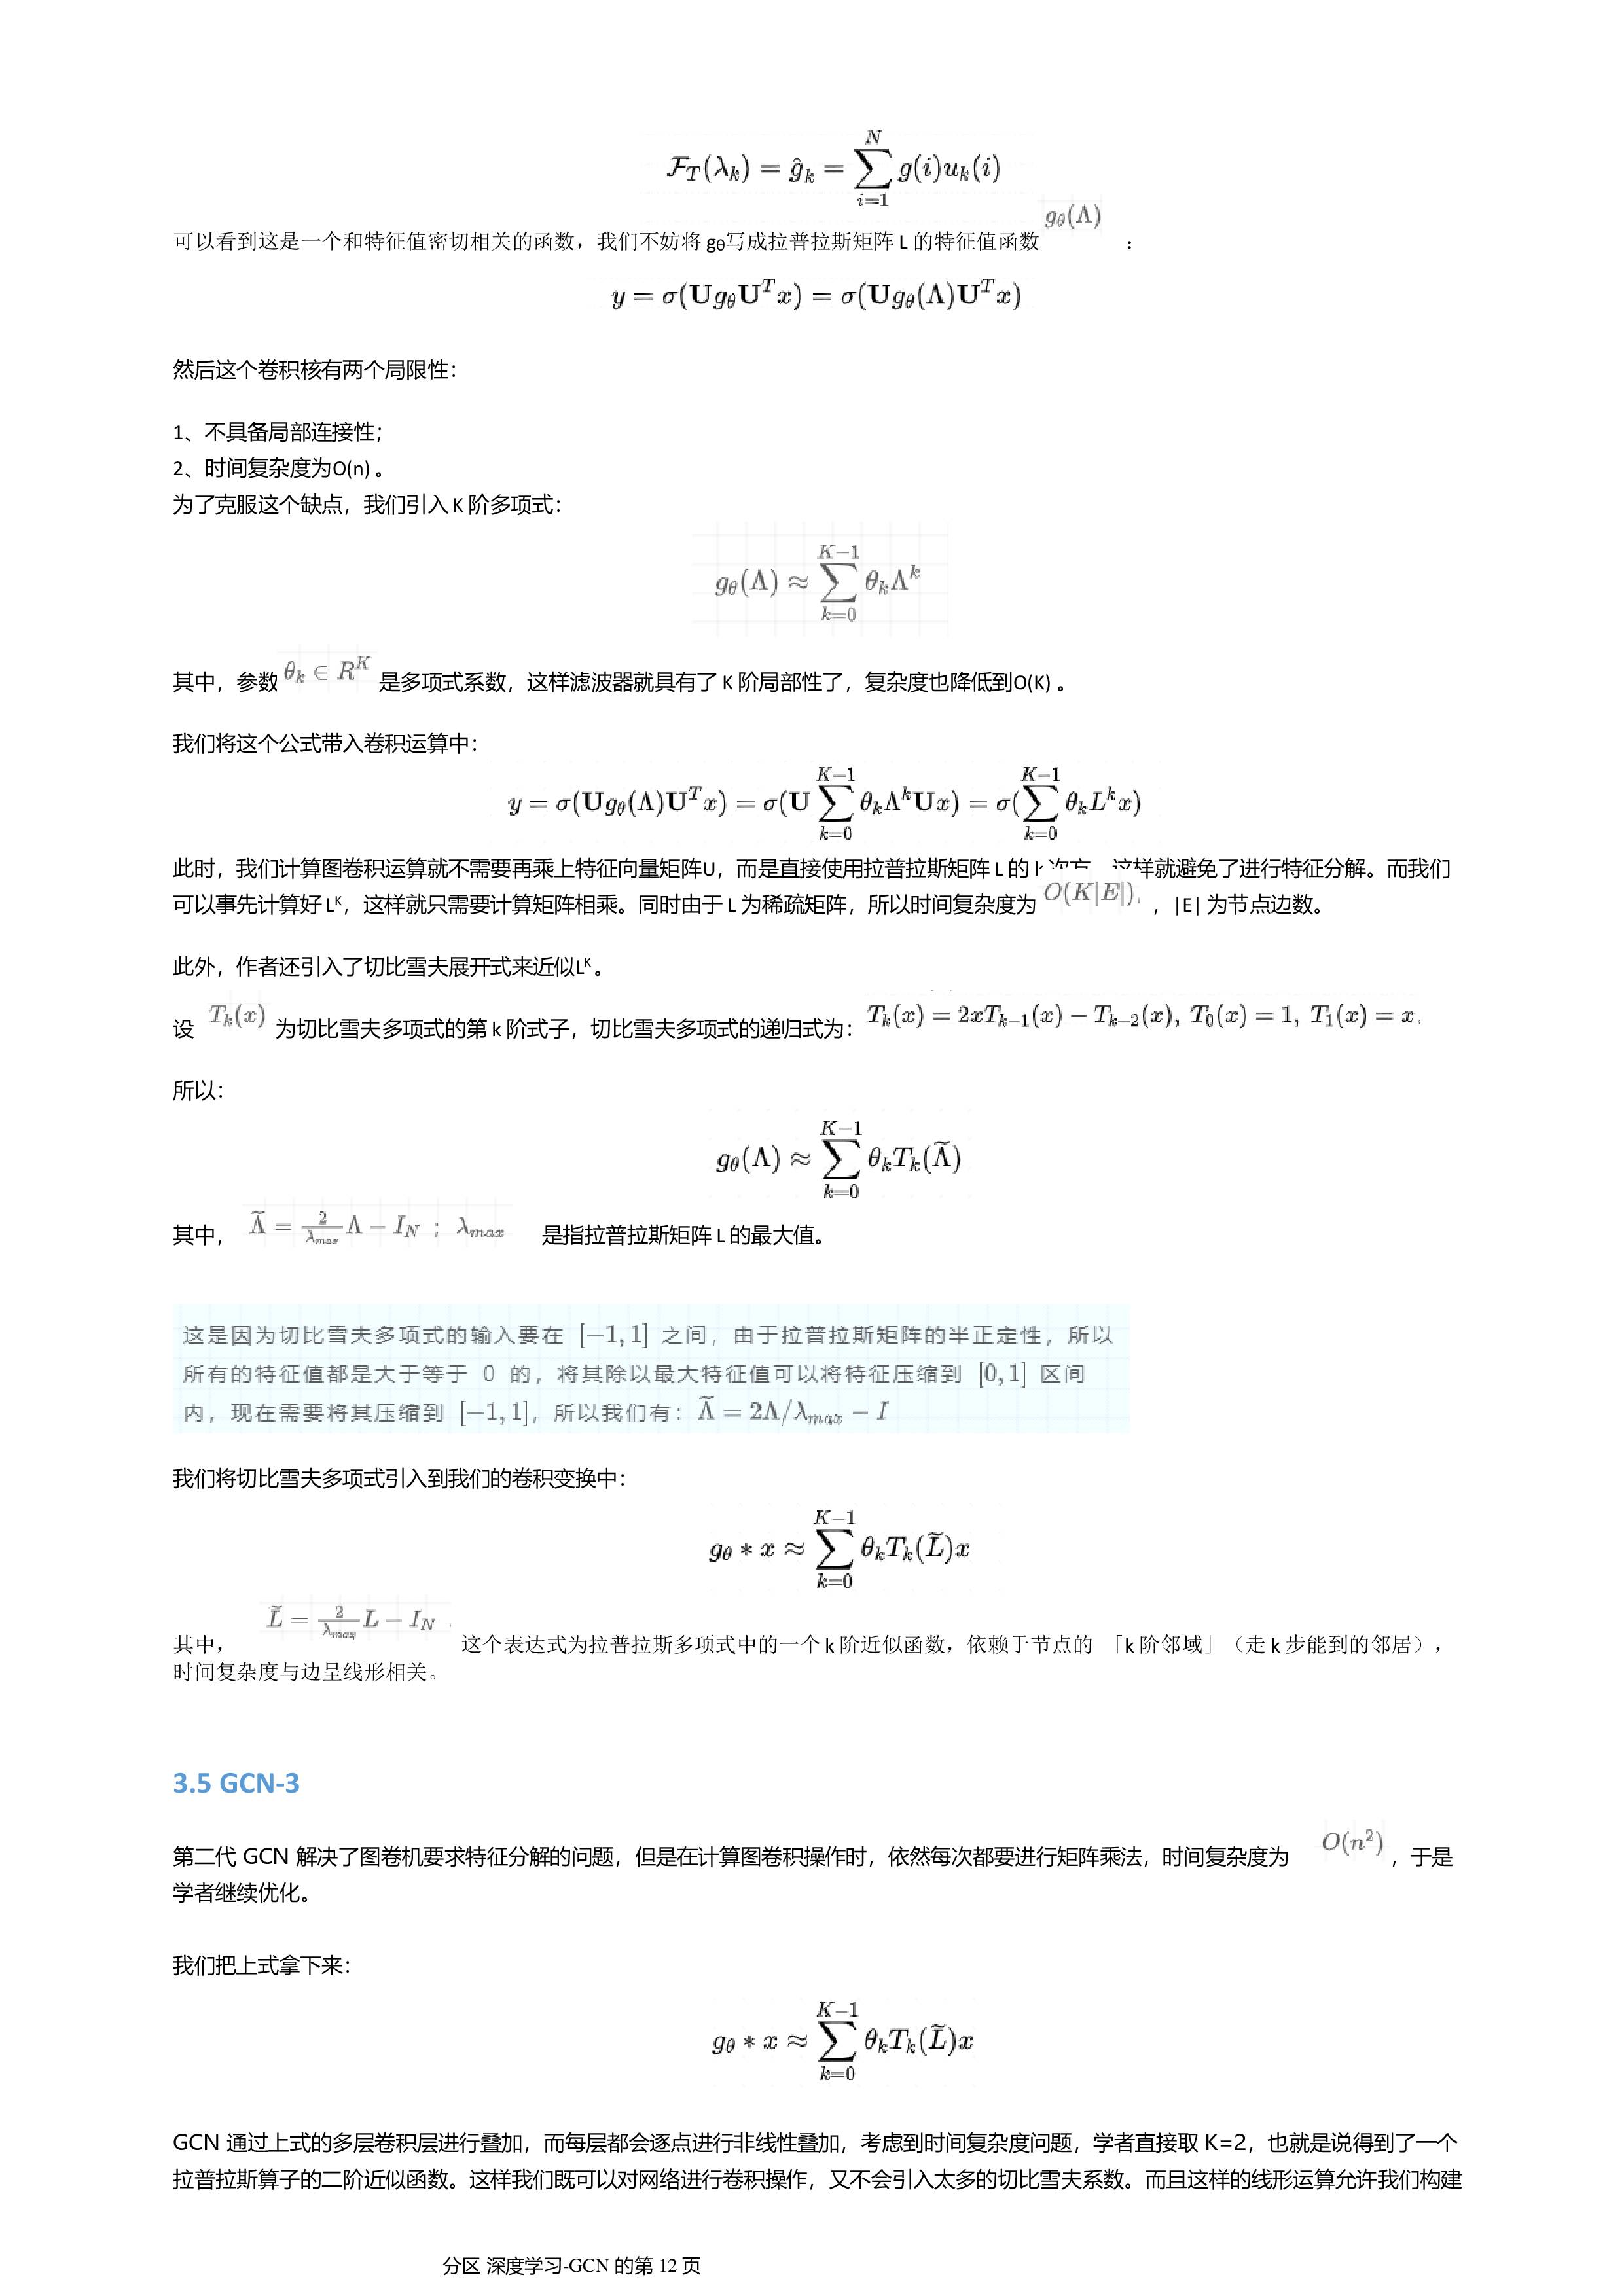 $\mathcal{F}_T(\lambda_k) = \hat{g}_k = \sum_{i=1}^{N} g(i)u_k(i)$
可以看到这是一个和特征值密切相关的函数，我们不妨将 gθ写成拉普拉斯矩阵 L 的特征值函数 $g_\theta(\Lambda)$ ：
$y = \sigma(\mathbf{U}g_\theta\mathbf{U}^T x) = \sigma(\mathbf{U}g_\theta(\Lambda)\mathbf{U}^T x)$
然后这个卷积核有两个局限性：
1、不具备局部连接性；
2、时间复杂度为O(n) 。
为了克服这个缺点，我们引入 K 阶多项式：
$g_\theta(\Lambda) \approx \sum_{k=0}^{K-1} \theta_k \Lambda^k$
其中，参数 $\theta_k \in R^K$ 是多项式系数，这样滤波器就具有了 K 阶局部性了，复杂度也降低到O(K) 。
我们将这个公式带入卷积运算中：
$y = \sigma(\mathbf{U}g_\theta(\Lambda)\mathbf{U}^T x) = \sigma(\mathbf{U}\sum_{k=0}^{K-1} \theta_k \Lambda^k \mathbf{U}x) = \sigma(\sum_{k=0}^{K-1} \theta_k L^k x)$
此时，我们计算图卷积运算就不需要再乘上特征向量矩阵U，而是直接使用拉普拉斯矩阵 L 的 k 次方，这样就避免了进行特征分解。而我们
可以事先计算好 Lᴷ，这样就只需要计算矩阵相乘。同时由于 L 为稀疏矩阵，所以时间复杂度为 $O(K|E|)$ ，|E| 为节点边数。
此外，作者还引入了切比雪夫展开式来近似Lᴷ 。
设 $T_k(x)$ 为切比雪夫多项式的第 k 阶式子，切比雪夫多项式的递归式为： $T_k(x) = 2xT_{k-1}(x) - T_{k-2}(x), T_0(x) = 1, T_1(x) = x$
所以：
$g_\theta(\Lambda) \approx \sum_{k=0}^{K-1} \theta_k T_k(\widetilde{\Lambda})$
其中， $\widetilde{\Lambda} = \frac{2}{\lambda_{max}}\Lambda - I_N ; \lambda_{max}$ 是指拉普拉斯矩阵 L 的最大值。
这是因为切比雪夫多项式的输入要在 [−1, 1] 之间，由于拉普拉斯矩阵的半正定性，所以
所有的特征值都是大于等于 0 的，将其除以最大特征值可以将特征压缩到 [0, 1] 区间
内，现在需要将其压缩到 [−1, 1]，所以我们有：$\widetilde{\Lambda} = 2\Lambda/\lambda_{max} - I$
我们将切比雪夫多项式引入到我们的卷积变换中：
$g_\theta * x \approx \sum_{k=0}^{K-1} \theta_k T_k(\widetilde{L})x$
其中， $\widetilde{L} = \frac{2}{\lambda_{max}}L - I_N$ 这个表达式为拉普拉斯多项式中的一个 k 阶近似函数，依赖于节点的 「k 阶邻域」（走 k 步能到的邻居），
时间复杂度与边呈线形相关。
3.5 GCN-3
第二代 GCN 解决了图卷机要求特征分解的问题，但是在计算图卷积操作时，依然每次都要进行矩阵乘法，时间复杂度为 $O(n^2)$ ，于是
学者继续优化。
我们把上式拿下来：
$g_\theta * x \approx \sum_{k=0}^{K-1} \theta_k T_k(\widetilde{L})x$
GCN 通过上式的多层卷积层进行叠加，而每层都会逐点进行非线性叠加，考虑到时间复杂度问题，学者直接取 K=2，也就是说得到了一个
拉普拉斯算子的二阶近似函数。这样我们既可以对网络进行卷积操作，又不会引入太多的切比雪夫系数。而且这样的线形运算允许我们构建
分区 深度学习-GCN 的第 12 页